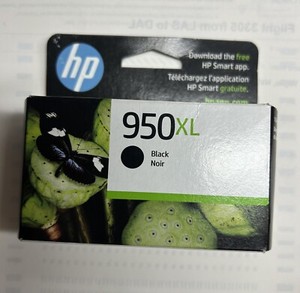 hp
Download the free
HP Smart app.
Téléchargez l'application
HP Smart gratuite.
950XL
Black
Noir